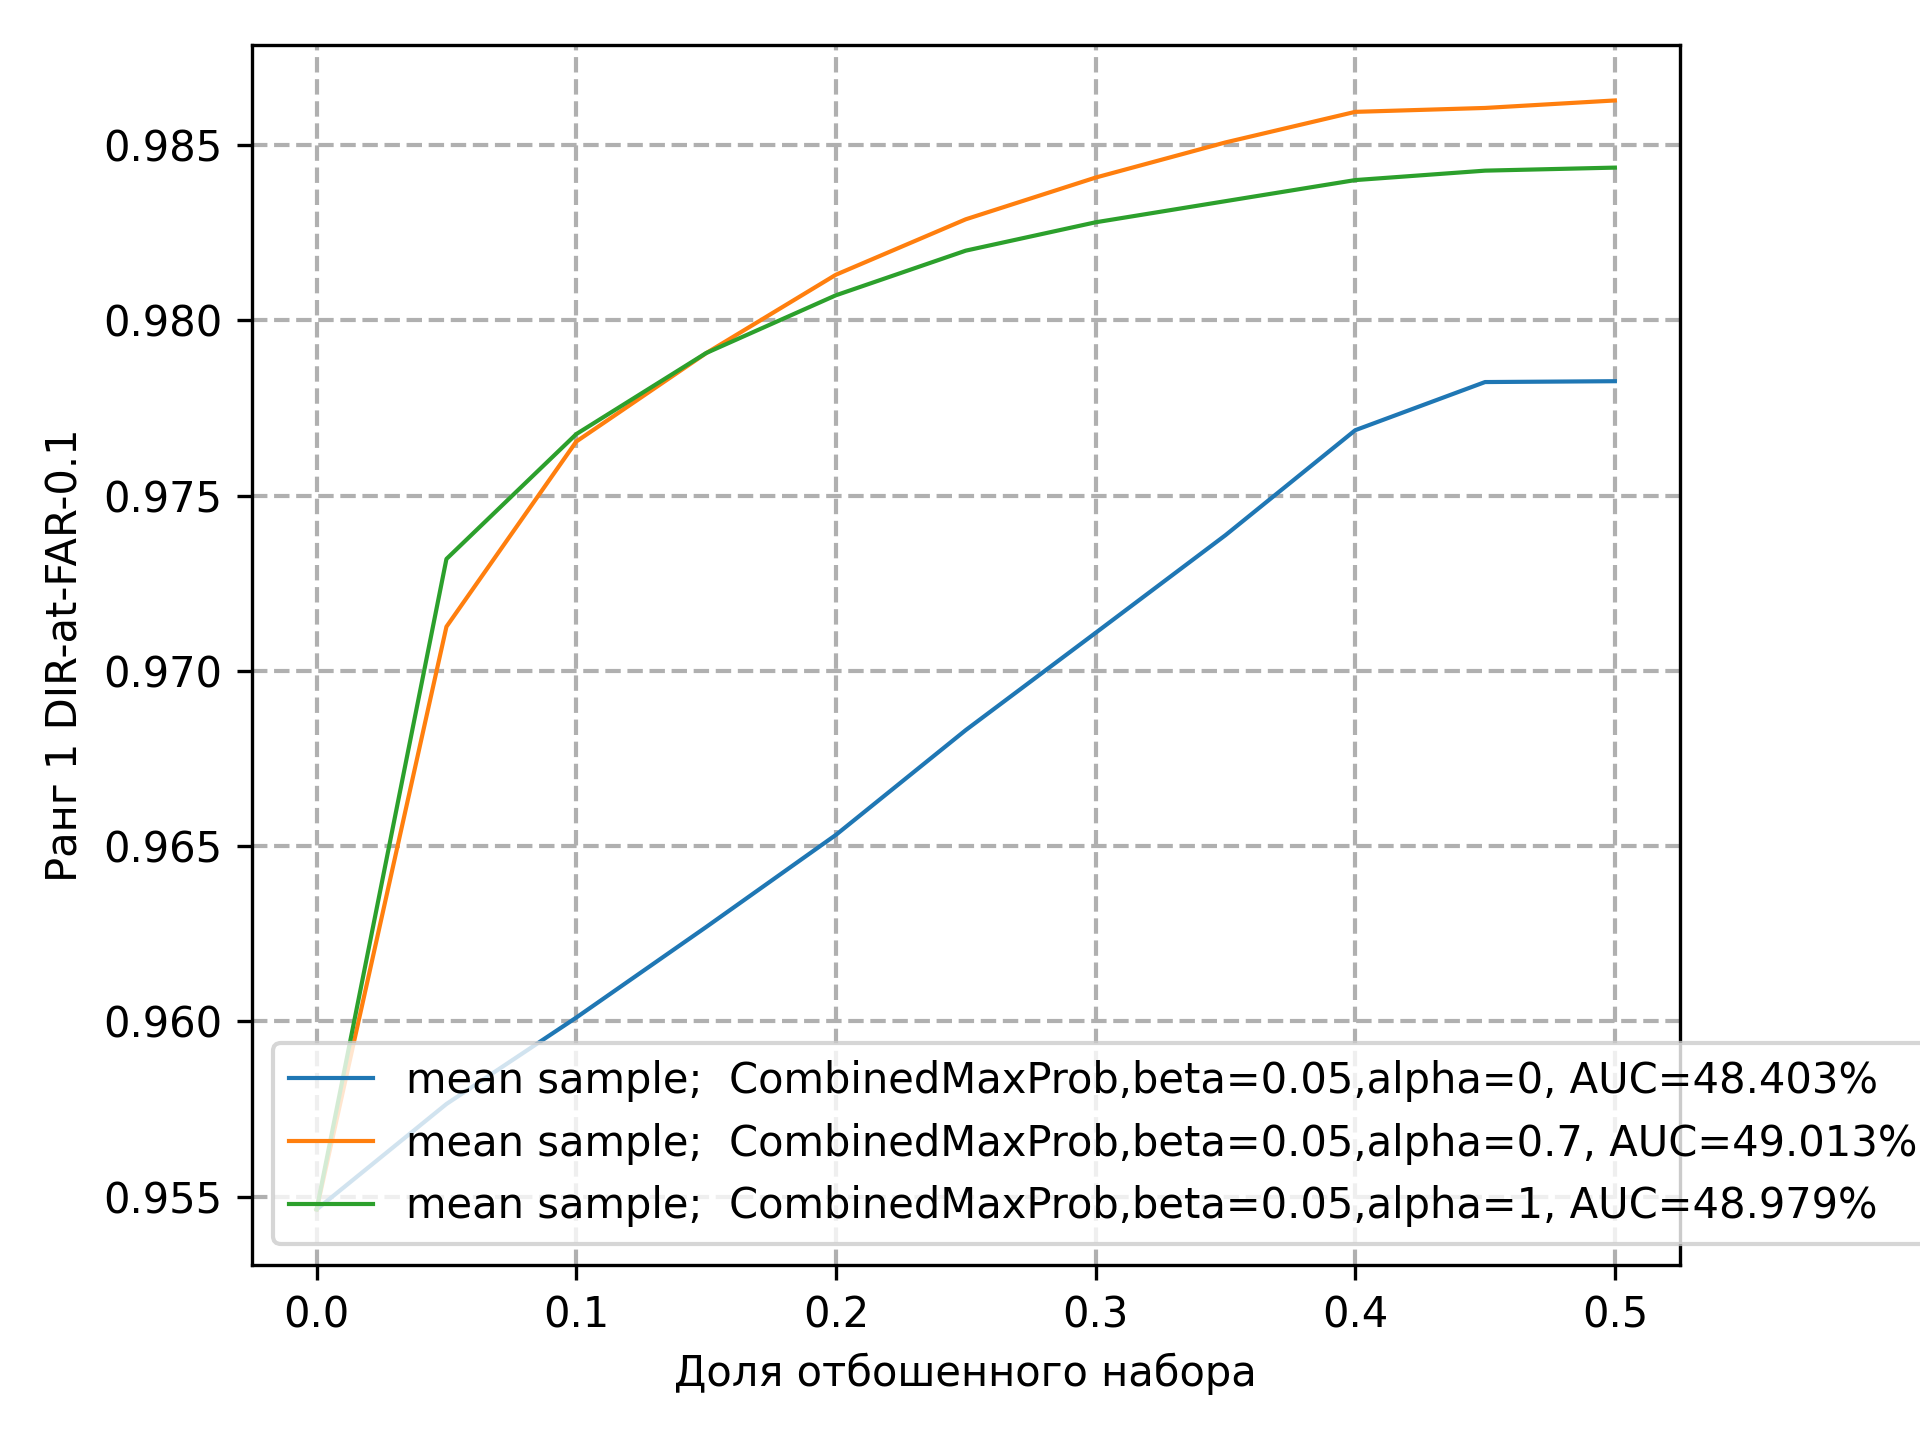 0.985
0.980
0.975
0.970
0.965
0.960
0.955
Ранг 1 DIR-at-FAR-0.1
mean sample;  CombinedMaxProb,beta=0.05,alpha=0, AUC=48.403%
mean sample;  CombinedMaxProb,beta=0.05,alpha=0.7, AUC=49.013%
mean sample;  CombinedMaxProb,beta=0.05,alpha=1, AUC=48.979%
0.0 0.1 0.2 0.3 0.4 0.5
Доля отбошенного набора